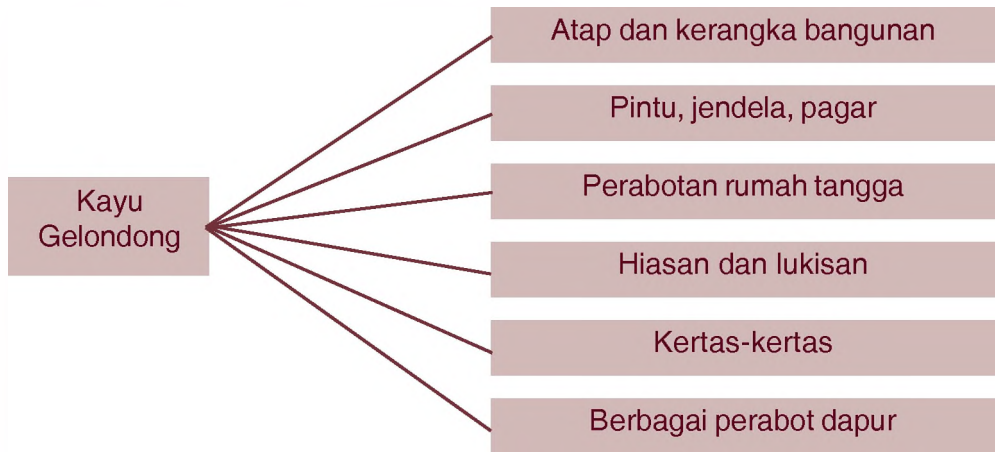 Kayu
Gelondong
Atap dan kerangka bangunan
Pintu, jendela, pagar
Perabotan rumah tangga
Hiasan dan lukisan
Kertas-kertas
Berbagai perabot dapur